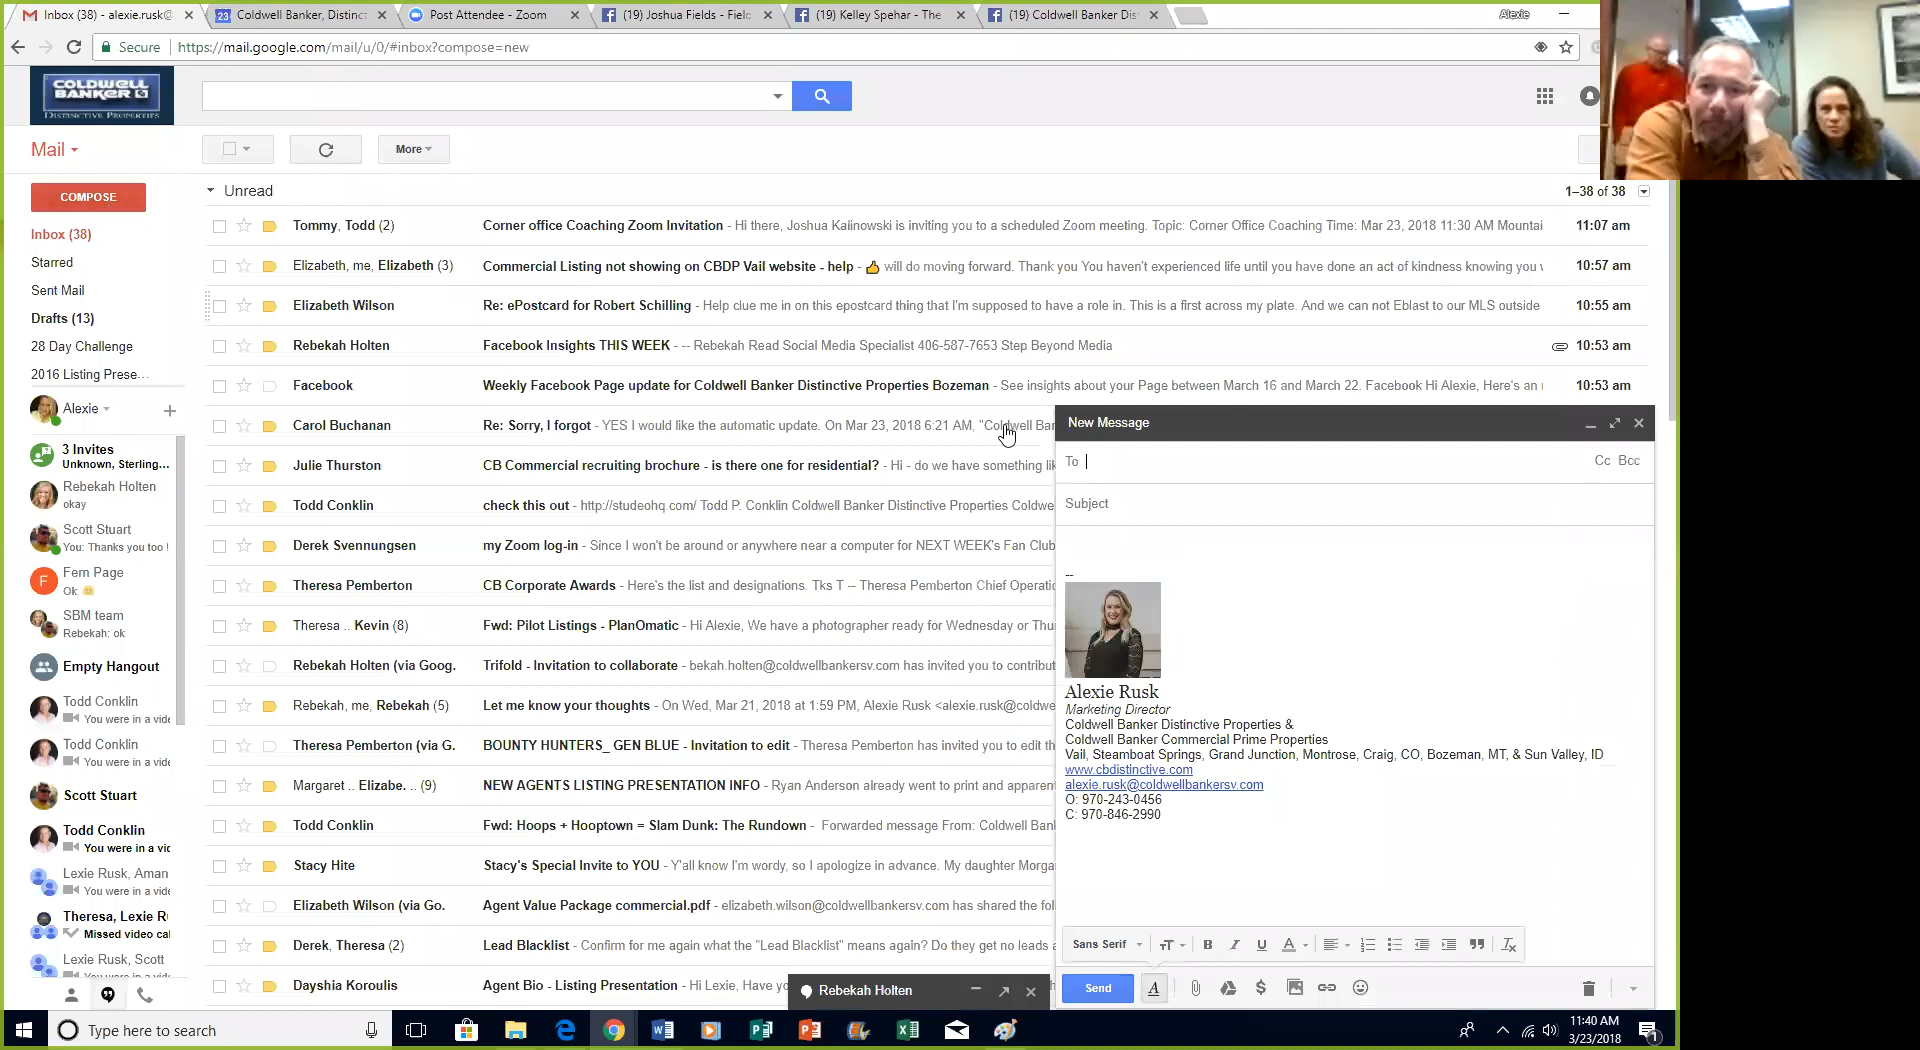 Inbox (38) - alexie.rusk@
23 Coldwell Banker, Distinct
Post Attendee - Zoom
(19) Joshua Fields - Field
(19) Kelley Spehar - The
(19) Coldwell Banker Dis
Alexie
Secure https://mail.google.com/mail/u/0/#inbox?compose=new
COLDWELL
BANKER
DISTINCTIVE PROPERTIES
Mail
More
COMPOSE
Unread
1–38 of 38
Inbox (38)
Starred
Sent Mail
Drafts (13)
28 Day Challenge
2016 Listing Prese...
Alexie
3 Invites
Unknown, Sterling...
Rebekah Holten
okay
Scott Stuart
You: Thanks you too !
F
Fern Page
Ok
SBM team
Rebekah: ok
Empty Hangout
Todd Conklin
You were in a vide
Todd Conklin
You were in a vide
Scott Stuart
Todd Conklin
You were in a vic
Lexie Rusk, Aman
You were in a vide
Theresa, Lexie R
Missed video cal
Lexie Rusk, Scott
You were in a vide
Tommy, Todd (2) Corner office Coaching Zoom Invitation - Hi there, Joshua Kalinowski is inviting you to a scheduled Zoom meeting. Topic: Corner Office Coaching Time: Mar 23, 2018 11:30 AM Mountai 11:07 am
Elizabeth, me, Elizabeth (3) Commercial Listing not showing on CBDP Vail website - help - 👍 will do moving forward. Thank you You haven't experienced life until you have done an act of kindness knowing you 10:57 am
Elizabeth Wilson Re: ePostcard for Robert Schilling - Help clue me in on this epostcard thing that I'm supposed to have a role in. This is a first across my plate. And we can not Eblast to our MLS outside 10:55 am
Rebekah Holten Facebook Insights THIS WEEK - -- Rebekah Read Social Media Specialist 406-587-7653 Step Beyond Media 10:53 am
Facebook Weekly Facebook Page update for Coldwell Banker Distinctive Properties Bozeman - See insights about your Page between March 16 and March 22. Facebook Hi Alexie, Here's an 10:53 am
Carol Buchanan Re: Sorry, I forgot - YES I would like the automatic update. On Mar 23, 2018 6:21 AM, "Coldwell Ban
Julie Thurston CB Commercial recruiting brochure - is there one for residential? - Hi - do we have something lik
Todd Conklin check this out - http://studeohq.com/ Todd P. Conklin Coldwell Banker Distinctive Properties Coldwe
Derek Svennungsen my Zoom log-in - Since I won't be around or anywhere near a computer for NEXT WEEK's Fan Club
Theresa Pemberton CB Corporate Awards - Here's the list and designations. Tks T -- Theresa Pemberton Chief Operati
Theresa .. Kevin (8) Fwd: Pilot Listings - PlanOmatic - Hi Alexie, We have a photographer ready for Wednesday or Thu
Rebekah Holten (via Goog. Trifold - Invitation to collaborate - bekah.holten@coldwellbankersv.com has invited you to contribut
Rebekah, me, Rebekah (5) Let me know your thoughts - On Wed, Mar 21, 2018 at 1:59 PM, Alexie Rusk <alexie.rusk@coldwe
Theresa Pemberton (via G. BOUNTY HUNTERS_ GEN BLUE - Invitation to edit - Theresa Pemberton has invited you to edit th
Margaret .. Elizabe. .. (9) NEW AGENTS LISTING PRESENTATION INFO - Ryan Anderson already went to print and apparent
Todd Conklin Fwd: Hoops + Hooptown = Slam Dunk: The Rundown - Forwarded message From: Coldwell Ban
Stacy Hite Stacy's Special Invite to YOU - Y'all know I'm wordy, so I apologize in advance. My daughter Morga
Elizabeth Wilson (via Go. Agent Value Package commercial.pdf - elizabeth.wilson@coldwellbankersv.com has shared the fol
Derek, Theresa (2) Lead Blacklist - Confirm for me again what the "Lead Blacklist" means again? Do they get no leads a
Dayshia Koroulis Agent Bio - Listing Presentation - Hi Lexie, Have yo
Rebekah Holten
New Message
To Cc Bcc
Subject
--
Alexie Rusk
Marketing Director
Coldwell Banker Distinctive Properties &
Coldwell Banker Commercial Prime Properties
Vail, Steamboat Springs, Grand Junction, Montrose, Craig, CO, Bozeman, MT, & Sun Valley, ID
www.cbdistinctive.com
alexie.rusk@coldwellbankersv.com
O: 970-243-0456
C: 970-846-2990
Sans Serif
Send
Type here to search
11:40 AM
3/23/2018
1